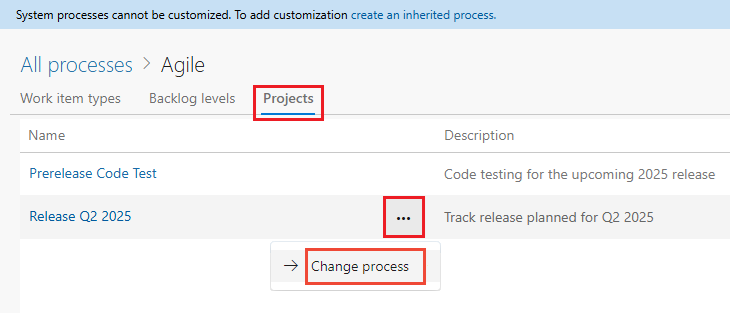 System processes cannot be customized. To add customization create an inherited process.
All processes > Agile
Work item types Backlog levels Projects
Name Description
Prerelease Code Test Code testing for the upcoming 2025 release
Release Q2 2025 ... Track release planned for Q2 2025
→ Change process